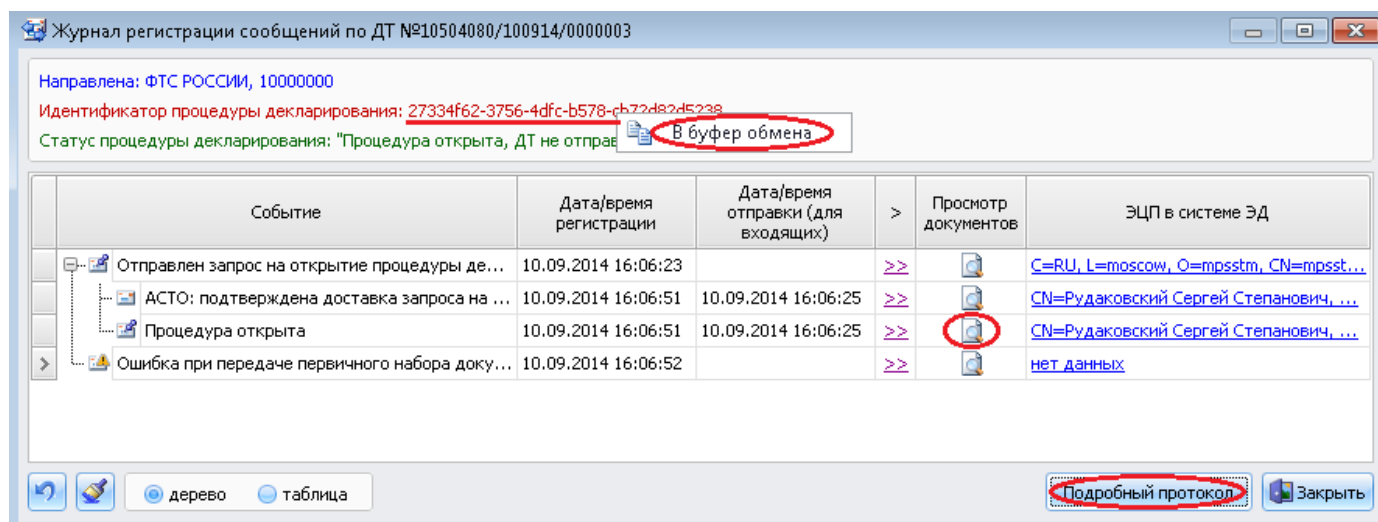 Журнал регистрации сообщений по ДТ №10504080/100914/0000003
Направлена: ФТС РОССИИ, 10000000
Идентификатор процедуры декларирования: 27334f62-3756-4dfc-b578-cb72d82d5238
В буфер обмена
Статус процедуры декларирования: "Процедура открыта, ДТ не отправ
Событие
Дата/время
регистрации
Дата/время
отправки (для
входящих)
>
Просмотр
документов
ЭЦП в системе ЭД
Отправлен запрос на открытие процедуры де... 10.09.2014 16:06:23 >> C=RU, L=moscow, O=mpsstm, CN=mpsst...
АСТО: подтверждена доставка запроса на ... 10.09.2014 16:06:51 10.09.2014 16:06:25 >> CN=Рудаковский Сергей Степанович, ...
Процедура открыта 10.09.2014 16:06:51 10.09.2014 16:06:25 >> CN=Рудаковский Сергей Степанович, ...
Ошибка при передаче первичного набора доку... 10.09.2014 16:06:52 >> нет данных
дерево таблица Подробный протокол Закрыть